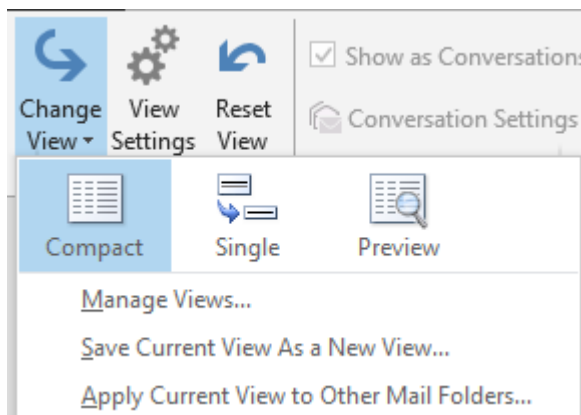 Change View
View Settings
Reset View
Show as Conversations
Conversation Settings
Compact
Single
Preview
Manage Views...
Save Current View As a New View...
Apply Current View to Other Mail Folders...